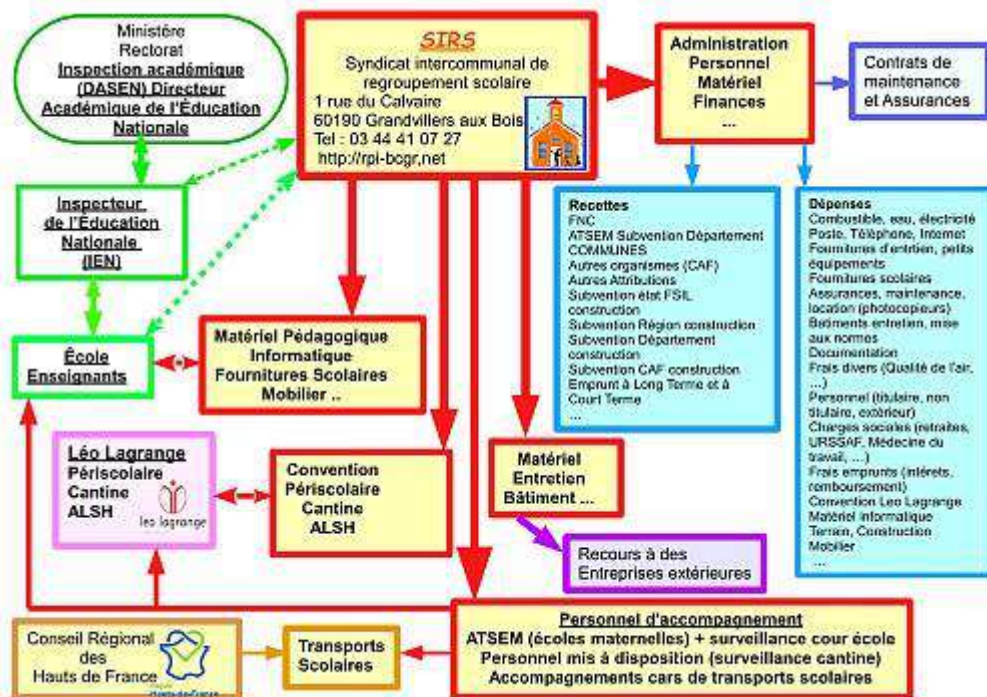 Ministère
Rectorat
Inspection académique
(DASEN) Directeur
Académique de l'Éducation
Nationale
SIRS
Syndicat intercommunal de
regroupement scolaire
1 rue du Calvaire
60190 Grandvillers aux Bois
Tel : 03 44 41 07 27
http://rpi-bcgr,net
Administration
Personnel
Matériel
Finances
...
Contrats de
maintenance
et Assurances
Inspecteur
de l'Éducation
Nationale
(IEN)
Recettes
FNC
ATSEM Subvention Département
COMMUNES
Autres organismes (CAF)
Autres Attributions
Subvention état FSIL
construction
Subvention Région construction
Subvention Département
construction
Subvention CAF construction
Emprunt à Long Terme et à
Court Terme
...
Dépenses
Combustible, eau, électricité
Poste, Téléphone, Internet
Fournitures d'entretien, petits
équipements
Fournitures scolaires
Assurances, maintenance,
location (photocopieurs)
Batiments entretien, mise
aux normes
Documentation
Frais divers (Qualité de l'air,
...)
Personnel (titulaire, non
titulaire, extérieur)
Charges sociales (retraites,
URSSAF, Médecine du
travail, ...)
Frais emprunts (intérets,
remboursement)
Convention Leo Lagrange
Matériel Informatique
Terrain, Construction
Mobilier
...
École
Enseignants
Matériel Pédagogique
Informatique
Fournitures Scolaires
Mobilier ..
Léo Lagrange
Périscolaire
Cantine
ALSH
leo lagrange
Convention
Périscolaire
Cantine
ALSH
Matériel
Entretien
Bâtiment ...
Recours à des
Entreprises extérieures
Conseil Régional
des
Hauts de France
Transports
Scolaires
Personnel d'accompagnement
ATSEM (écoles maternelles) + surveillance cour école
Personnel mis à disposition (surveillance cantine)
Accompagnements cars de transports scolaires